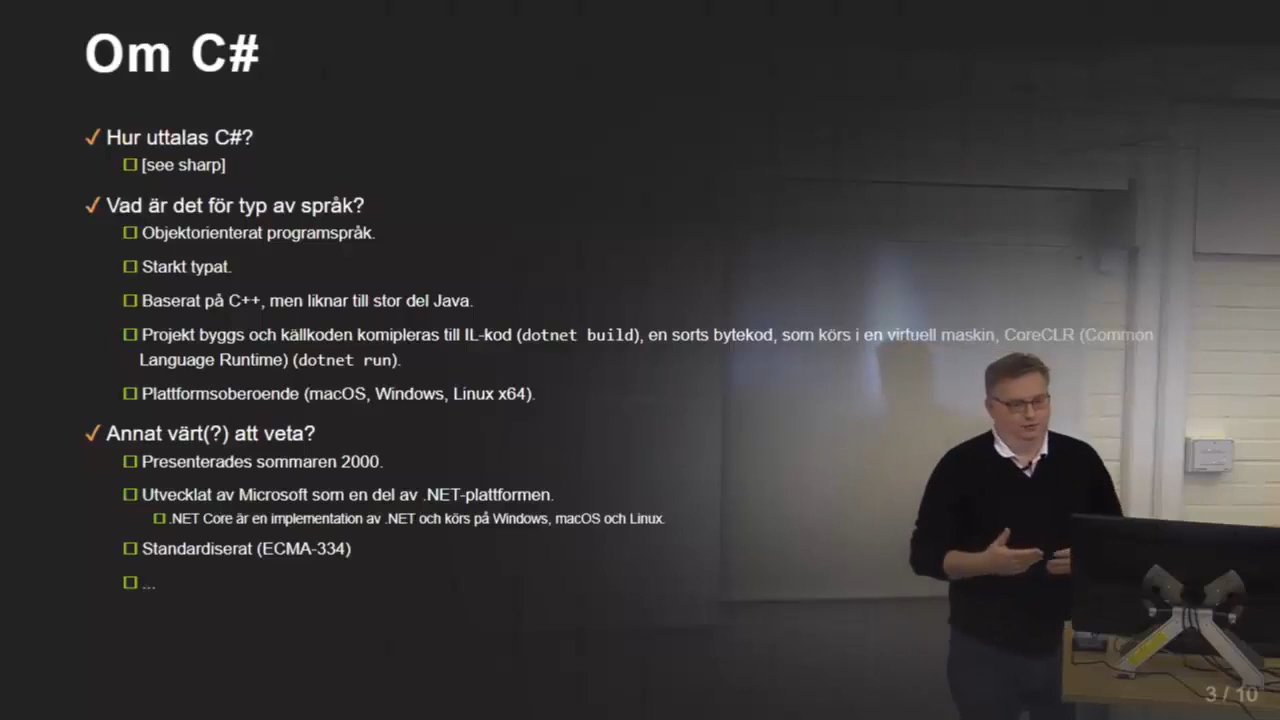 Om C#
Hur uttalas C#?
[see sharp]
Vad är det för typ av språk?
Objektorienterat programspråk.
Starkt typat.
Baserat på C++, men liknar till stor del Java.
Projekt byggs och källkoden komipleras till IL-kod (dotnet build), en sorts bytekod, som körs i en virtuell maskin, CoreCLR (Common
Language Runtime) (dotnet run).
Plattformsoberoende (macOS, Windows, Linux x64).
Annat värt(?) att veta?
Presenterades sommaren 2000.
Utvecklat av Microsoft som en del av .NET-plattformen.
.NET Core är en implementation av .NET och körs på Windows, macOS och Linux.
Standardiserat (ECMA-334)
...
3 / 10